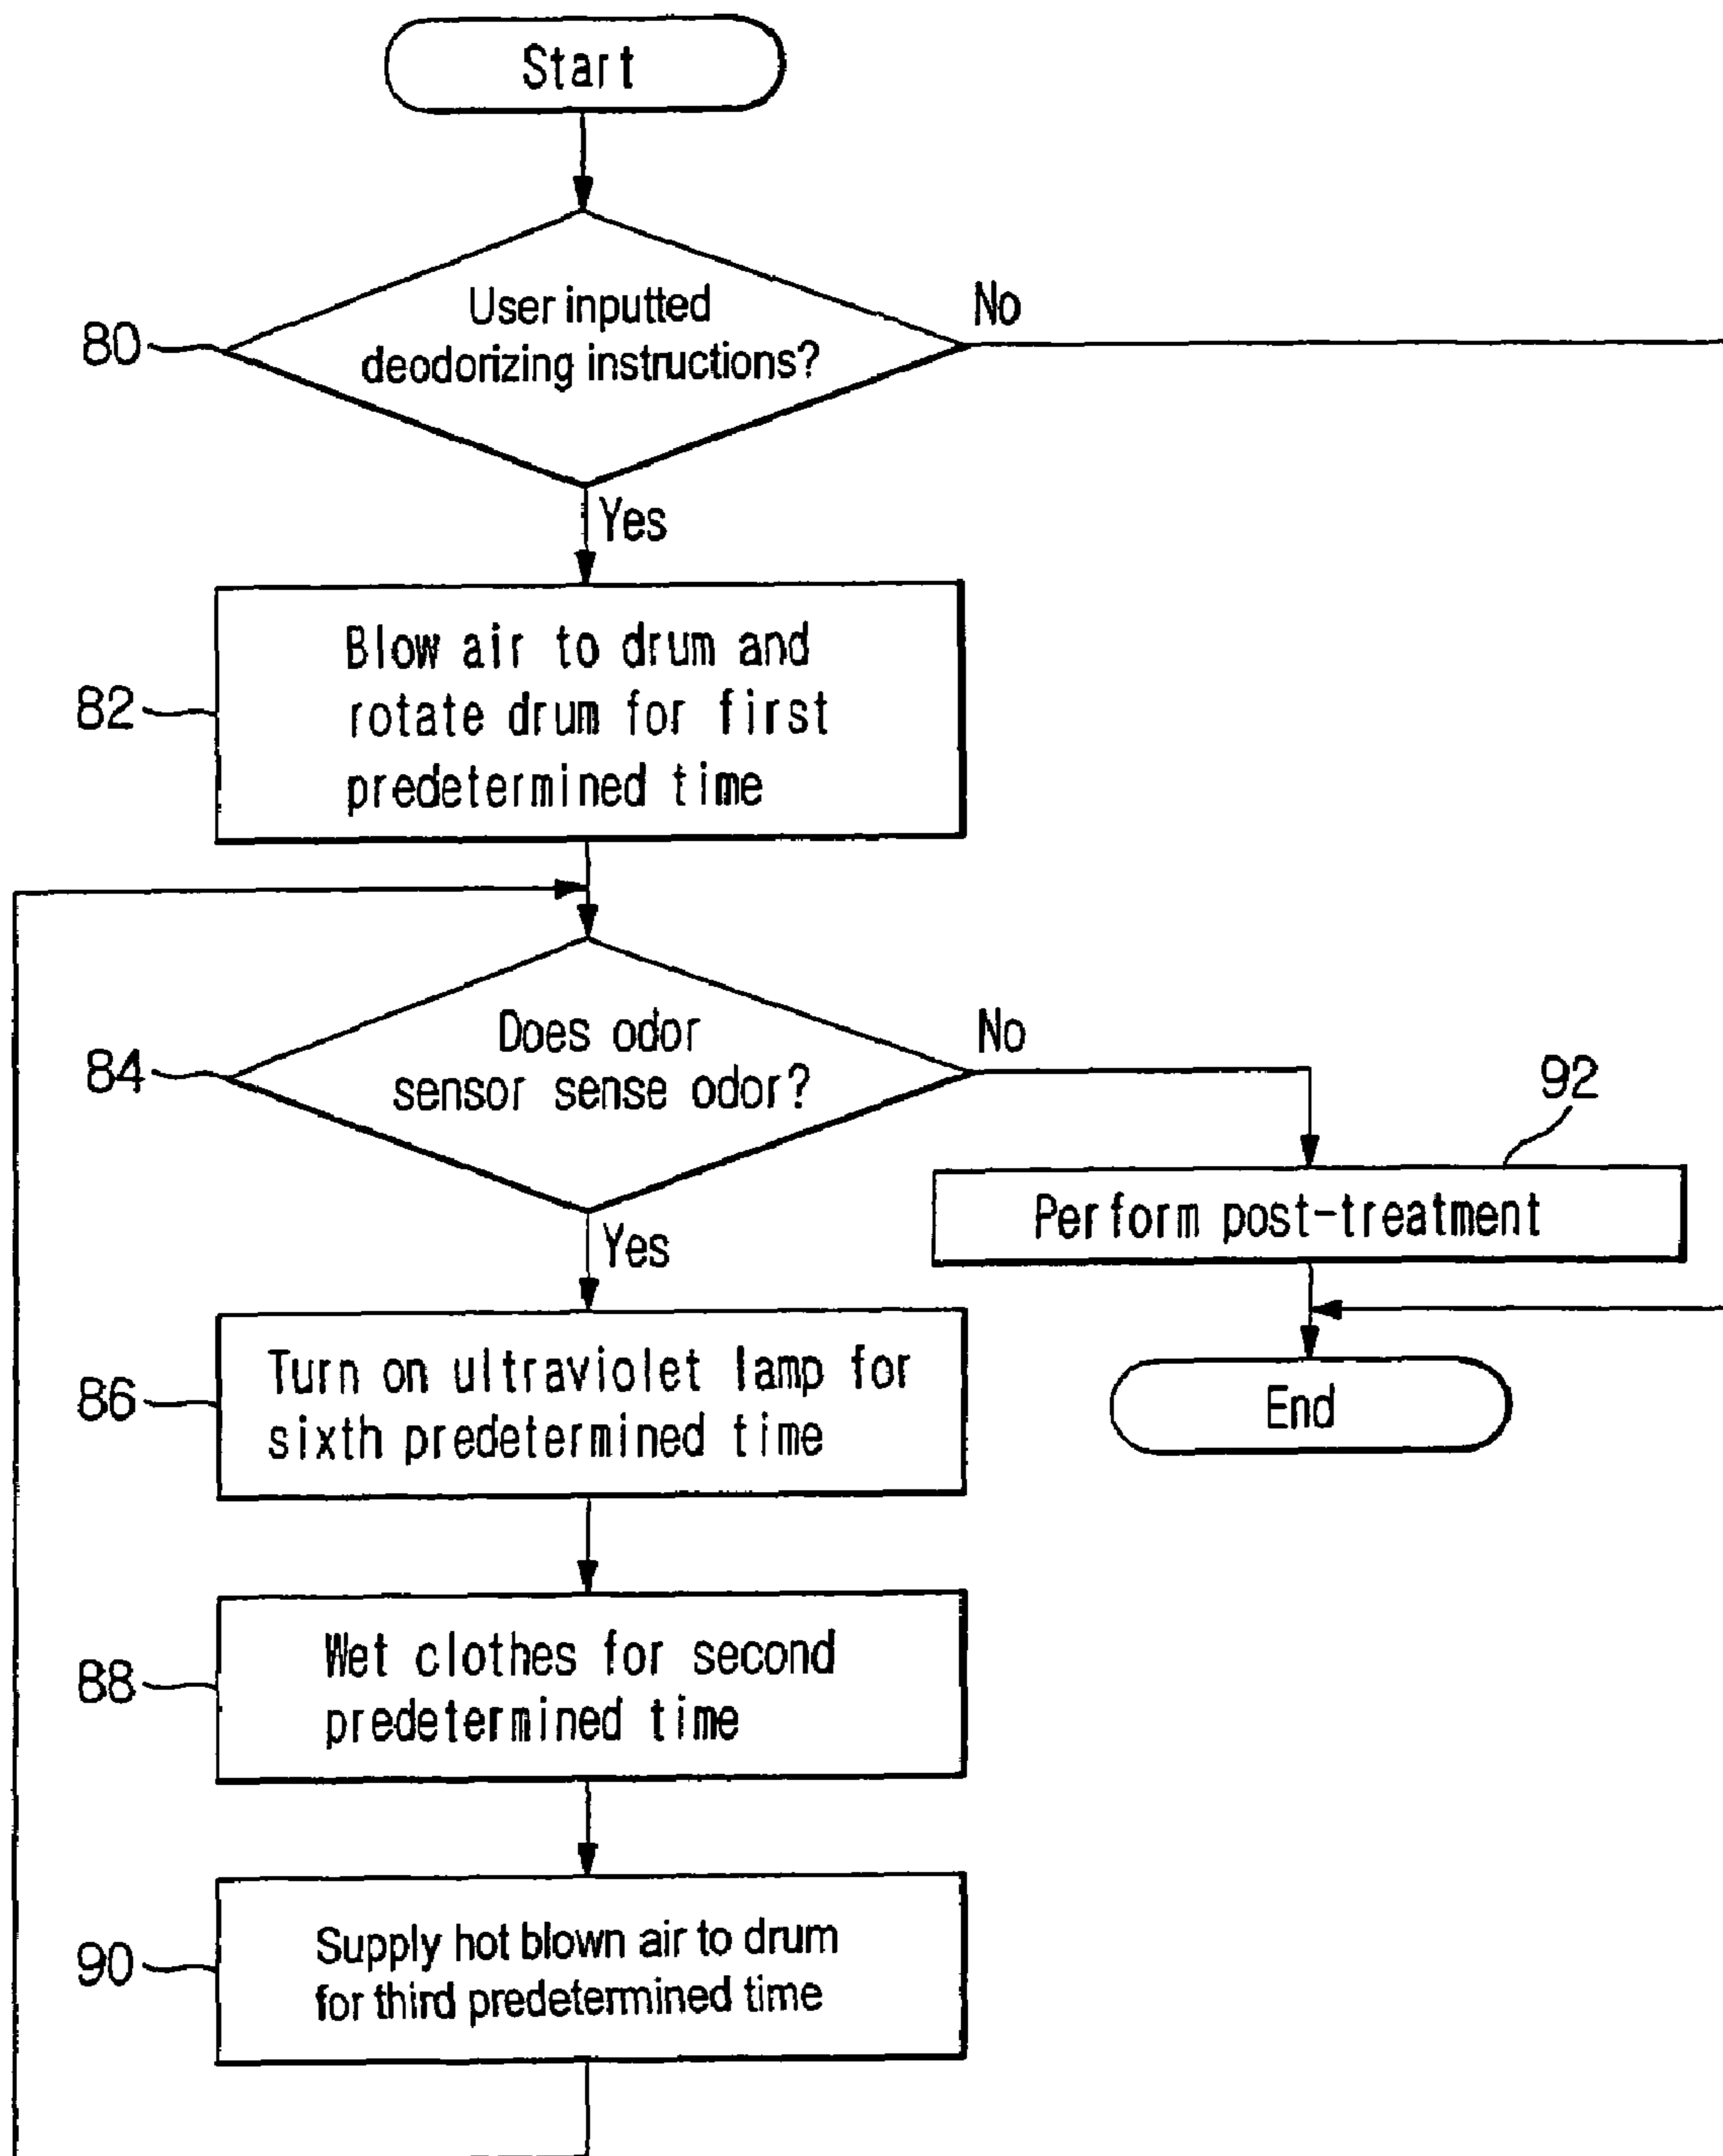 Start
80
User inputted
deodorizing instructions?
No
Yes
82
Blow air to drum and
rotate drum for first
predetermined time
84
Does odor
sensor sense odor?
No
92
Perform post-treatment
Yes
86
Turn on ultraviolet lamp for
sixth predetermined time
End
88
Wet clothes for second
predetermined time
90
Supply hot blown air to drum
for third predetermined time